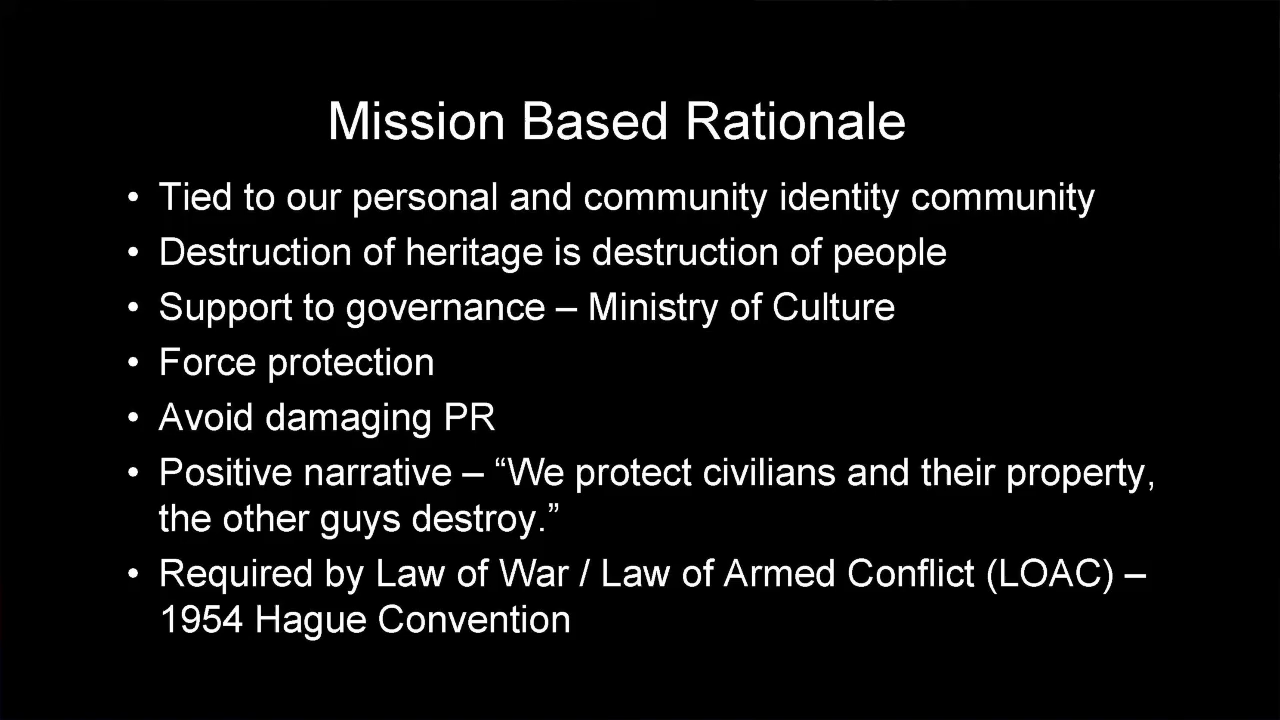 Mission Based Rationale
• Tied to our personal and community identity community
• Destruction of heritage is destruction of people
• Support to governance – Ministry of Culture
• Force protection
• Avoid damaging PR
• Positive narrative – “We protect civilians and their property,
the other guys destroy.”
• Required by Law of War / Law of Armed Conflict (LOAC) –
1954 Hague Convention